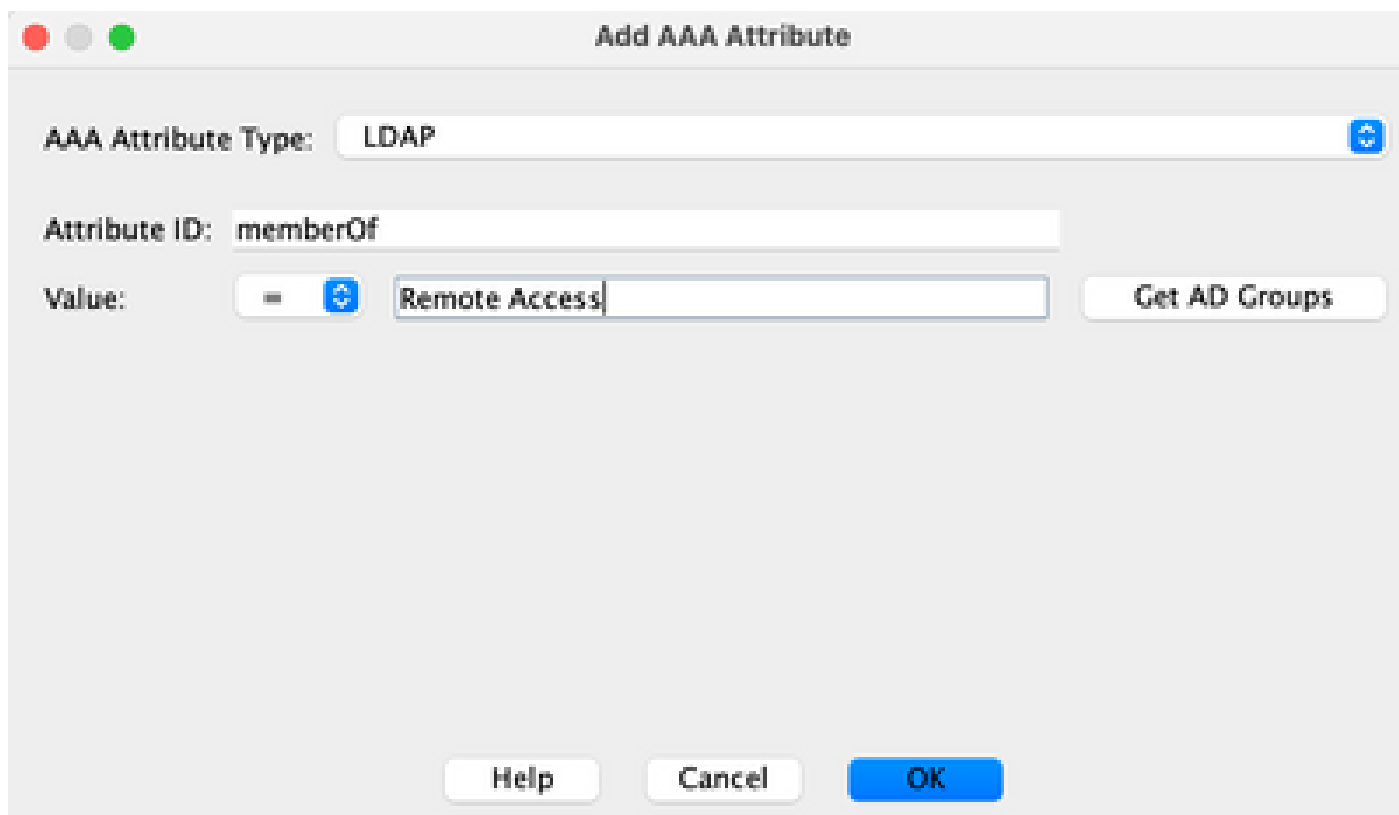 Add AAA Attribute
AAA Attribute Type: LDAP
Attribute ID: memberOf
Value: = Remote Access Get AD Groups
Help Cancel OK